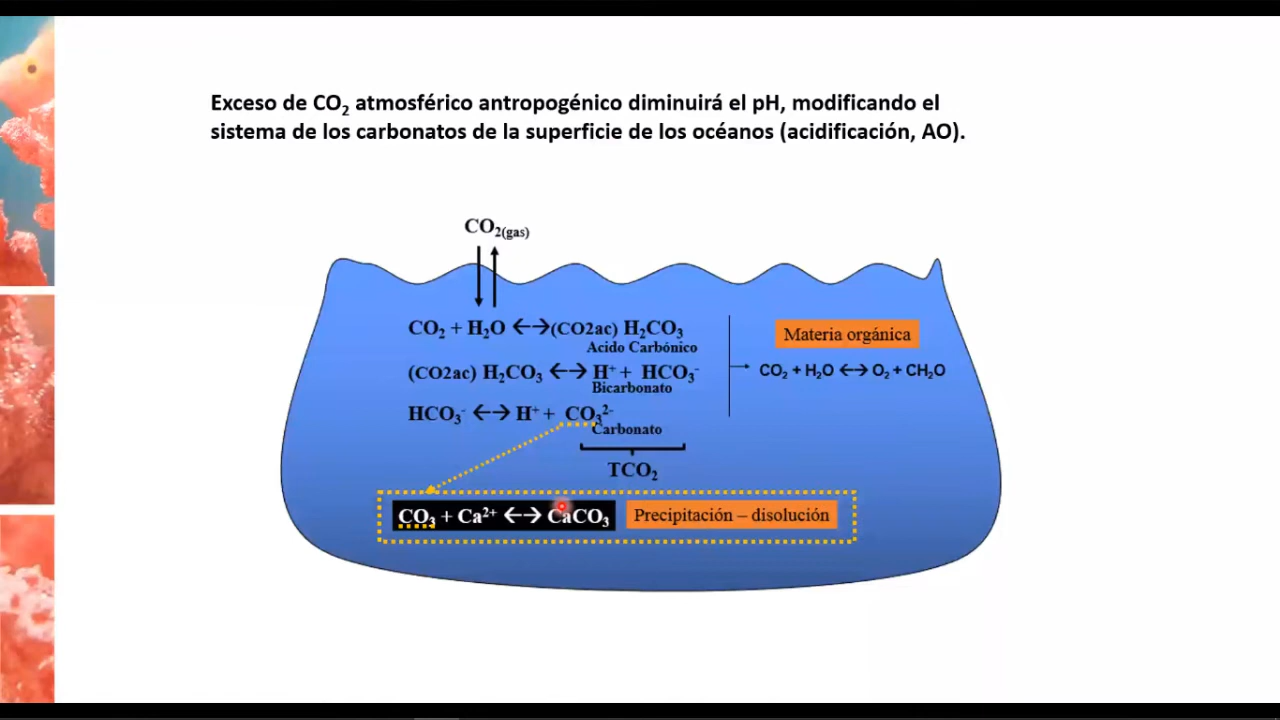 Exceso de CO₂ atmosférico antropogénico diminuirá el pH, modificando el
sistema de los carbonatos de la superficie de los océanos (acidificación, AO).
CO₂(gas)
CO₂ + H₂O ←→(CO2ac) H₂CO₃
Acido Carbónico
(CO2ac) H₂CO₃ ←→ H⁺ + HCO₃⁻
Bicarbonato
HCO₃⁻ ←→ H⁺ + CO₃²⁻
Carbonato
TCO₂
Materia orgánica
CO₂ + H₂O ←→ O₂ + CH₂O
CO₃ + Ca²⁺ ←→ CaCO₃
Precipitación – disolución